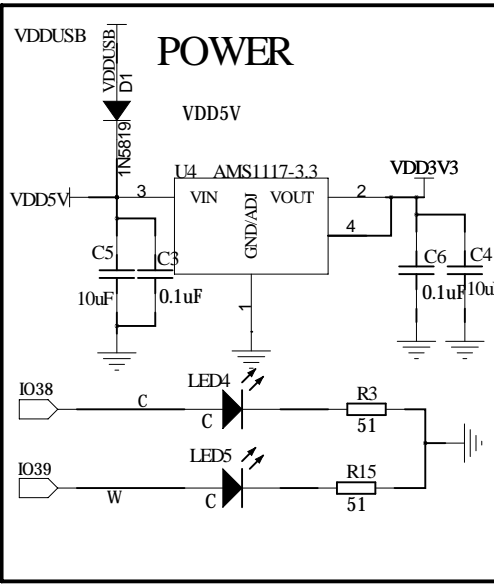 VDDUSB
POWER
VDDUSB
D1
1N5819
VDD5V
U4 AMS1117-3.3
VDD3V3
VDD5V
3
VIN
VOUT
2
GND/ADJ
4
C5
C3
C6
C4
10uF
0.1uF
0.1uF
10u
1
IO38
C
LED4
C
R3
51
IO39
W
LED5
C
R15
51